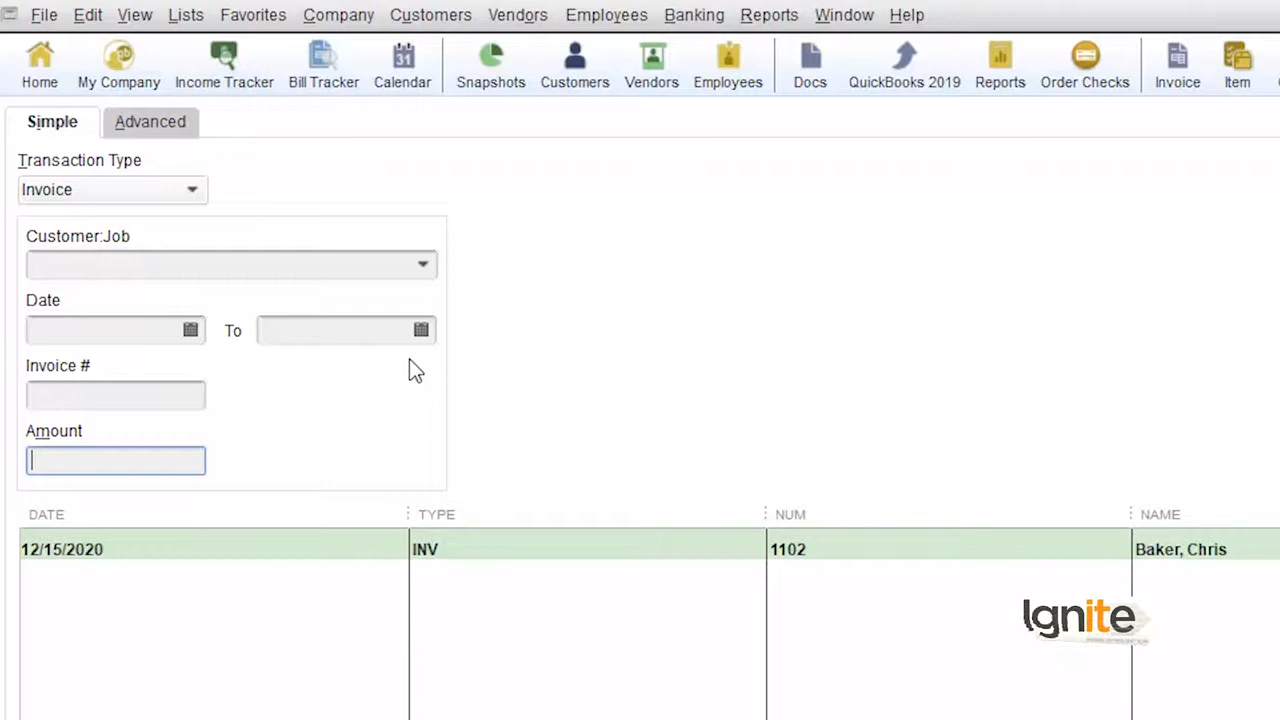 File Edit View Lists Favorites Company Customers Vendors Employees Banking Reports Window Help
Home My Company Income Tracker Bill Tracker Calendar Snapshots Customers Vendors Employees Docs QuickBooks 2019 Reports Order Checks Invoice Item
Simple Advanced
Transaction Type
Invoice
Customer:Job
Date
To
Invoice #
Amount
DATE TYPE NUM NAME
12/15/2020 INV 1102 Baker, Chris
Ignite